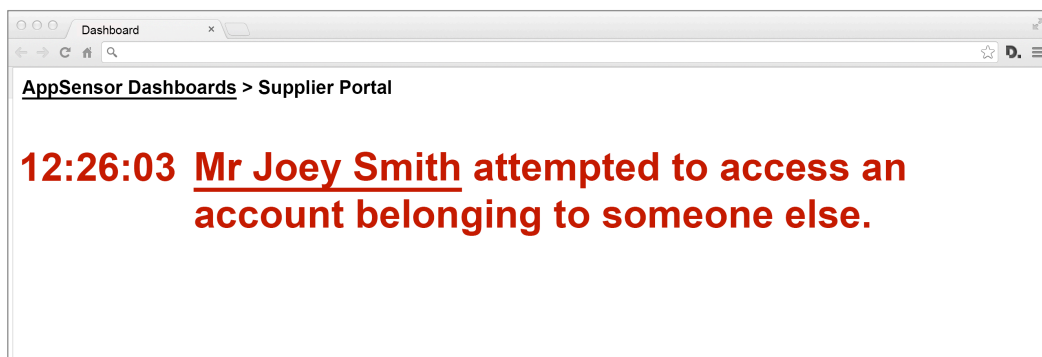 Dashboard
D.
AppSensor Dashboards > Supplier Portal
12:26:03 Mr Joey Smith attempted to access an
account belonging to someone else.